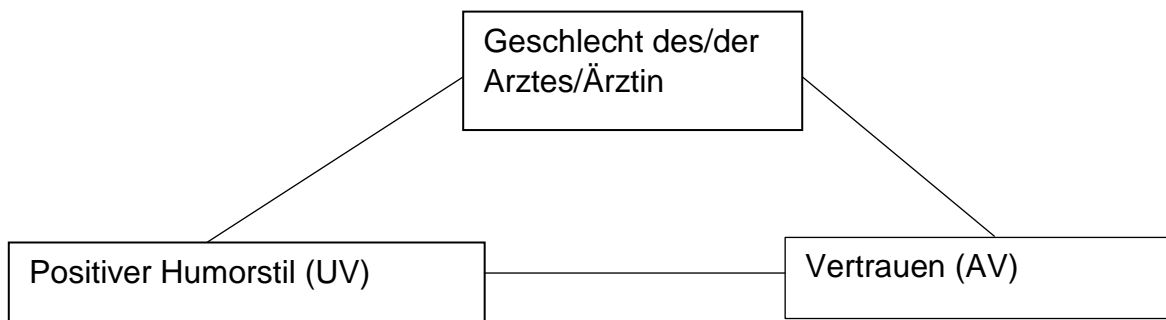 Geschlecht des/der
Arztes/Ärztin
Positiver Humorstil (UV)
Vertrauen (AV)